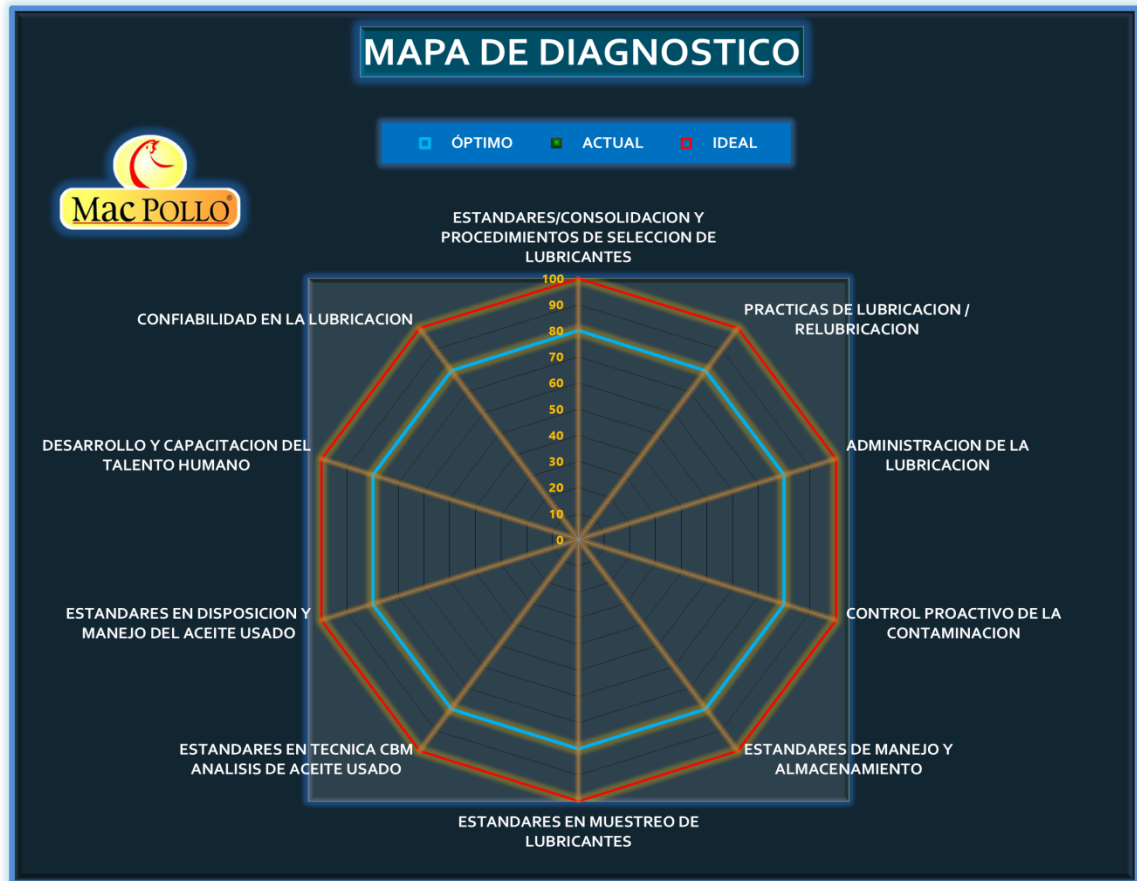 MAPA DE DIAGNOSTICO
ÓPTIMO
ACTUAL
IDEAL
Mac POLLO®
ESTANDARES/CONSOLIDACION Y
PROCEDIMIENTOS DE SELECCION DE
LUBRICANTES
PRACTICAS DE LUBRICACION /
RELUBRICACION
ADMINISTRACION DE LA
LUBRICACION
CONTROL PROACTIVO DE LA
CONTAMINACION
ESTANDARES DE MANEJO Y
ALMACENAMIENTO
ESTANDARES EN MUESTREO DE
LUBRICANTES
ESTANDARES EN TECNICA CBM
ANALISIS DE ACEITE USADO
ESTANDARES EN DISPOSICION Y
MANEJO DEL ACEITE USADO
DESARROLLO Y CAPACITACION DEL
TALENTO HUMANO
CONFIABILIDAD EN LA LUBRICACION
100
90
80
70
60
50
40
30
20
10
0